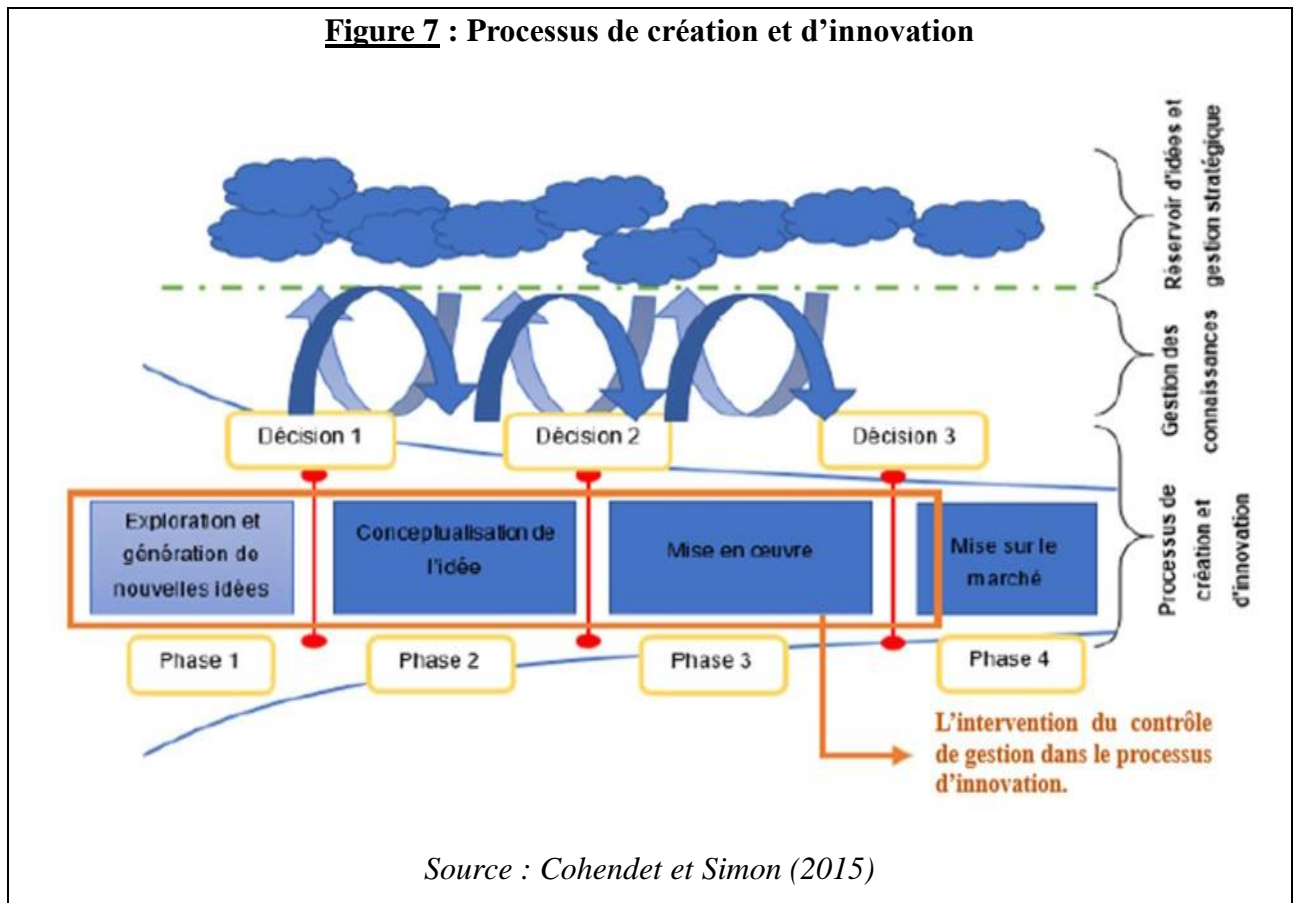 Figure 7 : Processus de création et d'innovation
Réservoir d'idées et
gestion stratégique
Gestion des
connaissances
Décision 1
Décision 2
Décision 3
Exploration et
génération de
nouvelles idées
Conceptualisation de
l'idée
Mise en œuvre
Mise sur le
marché
Processus de
création et
d'innovation
Phase 1
Phase 2
Phase 3
Phase 4
L'intervention du contrôle
de gestion dans le processus
d'innovation.
Source : Cohendet et Simon (2015)